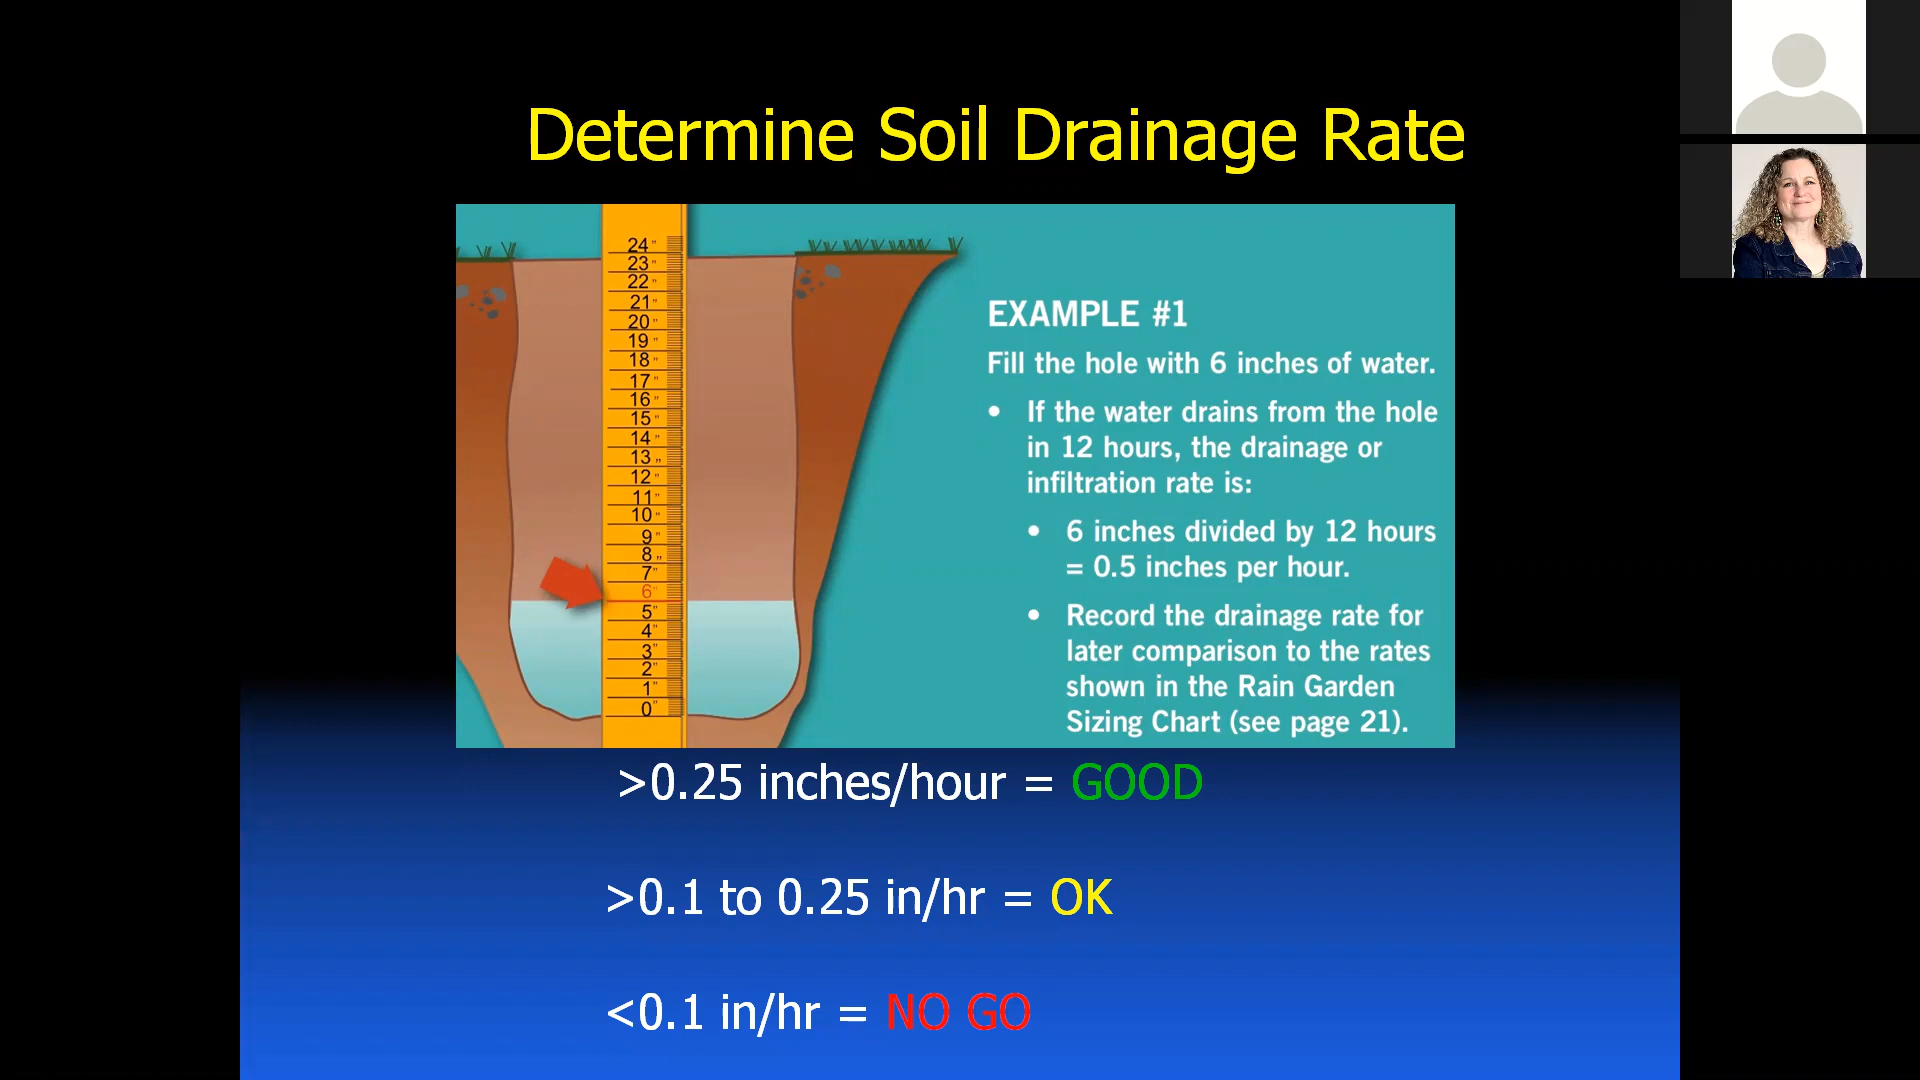 Determine Soil Drainage Rate
24"
23"
22"
21"
20"
19"
18"
17"
16"
15"
14"
13"
12"
11"
10"
9"
8"
7"
6"
5"
4"
3"
2"
1"
0"
EXAMPLE #1
Fill the hole with 6 inches of water.
• If the water drains from the hole
in 12 hours, the drainage or
infiltration rate is:
• 6 inches divided by 12 hours
= 0.5 inches per hour.
• Record the drainage rate for
later comparison to the rates
shown in the Rain Garden
Sizing Chart (see page 21).
>0.25 inches/hour = GOOD
>0.1 to 0.25 in/hr = OK
<0.1 in/hr = NO GO